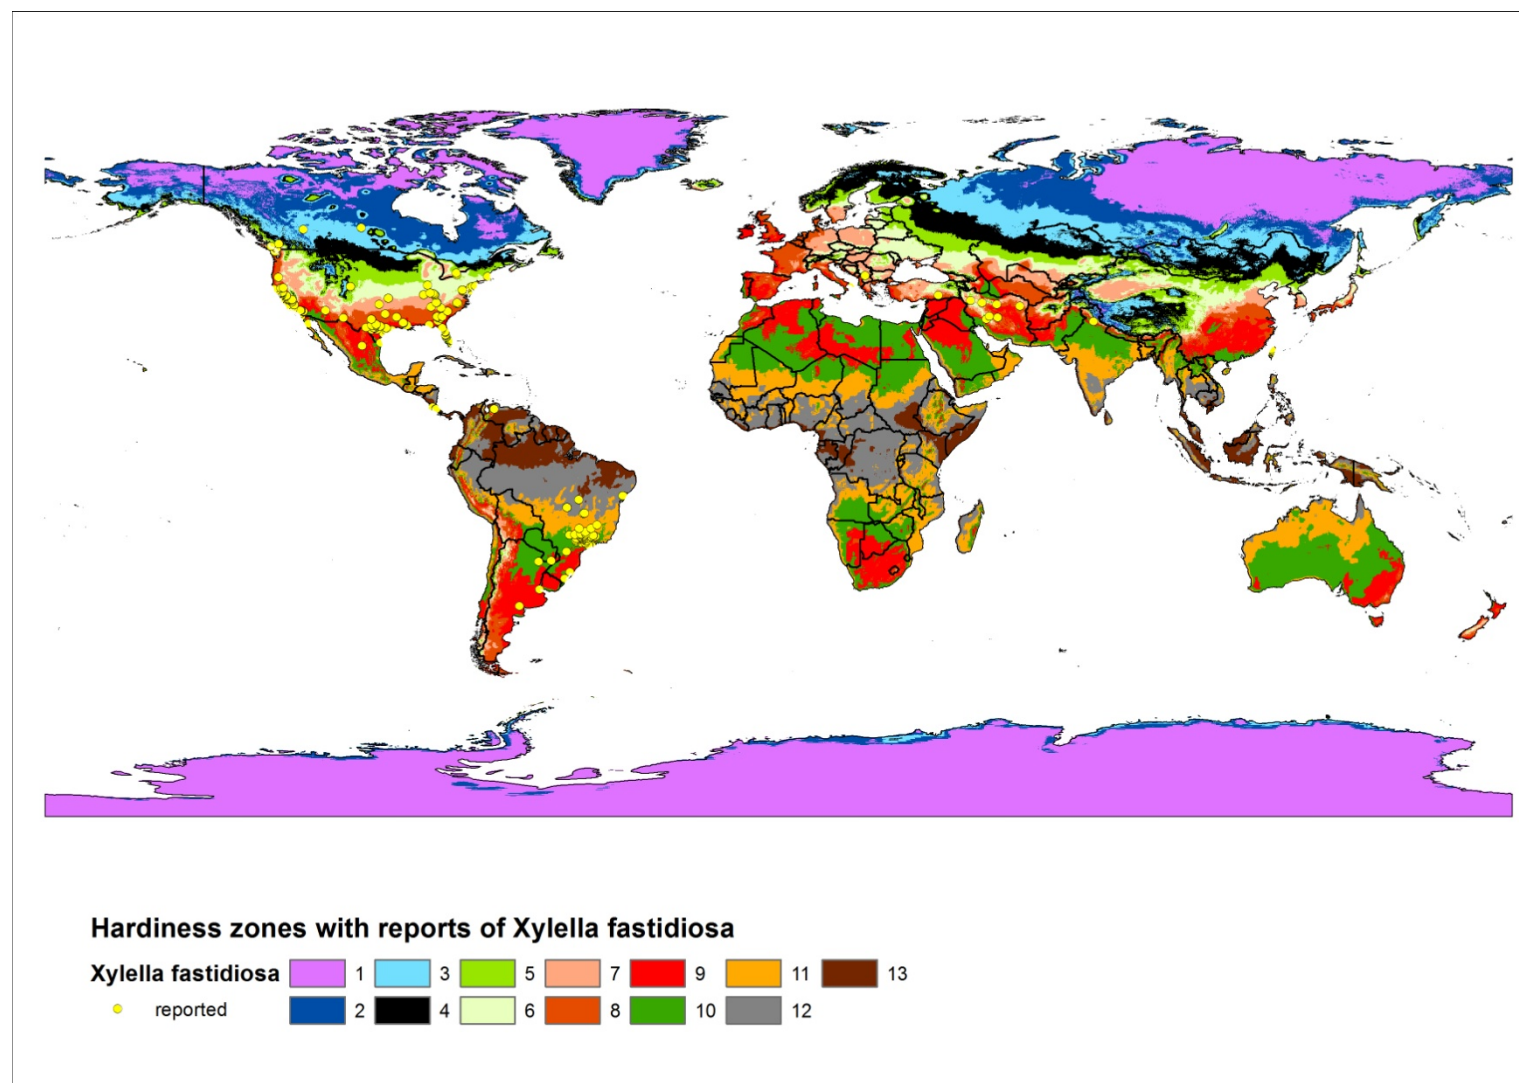 Hardiness zones with reports of Xylella fastidiosa
Xylella fastidiosa 1 3 5 7 9 11 13
reported 2 4 6 8 10 12